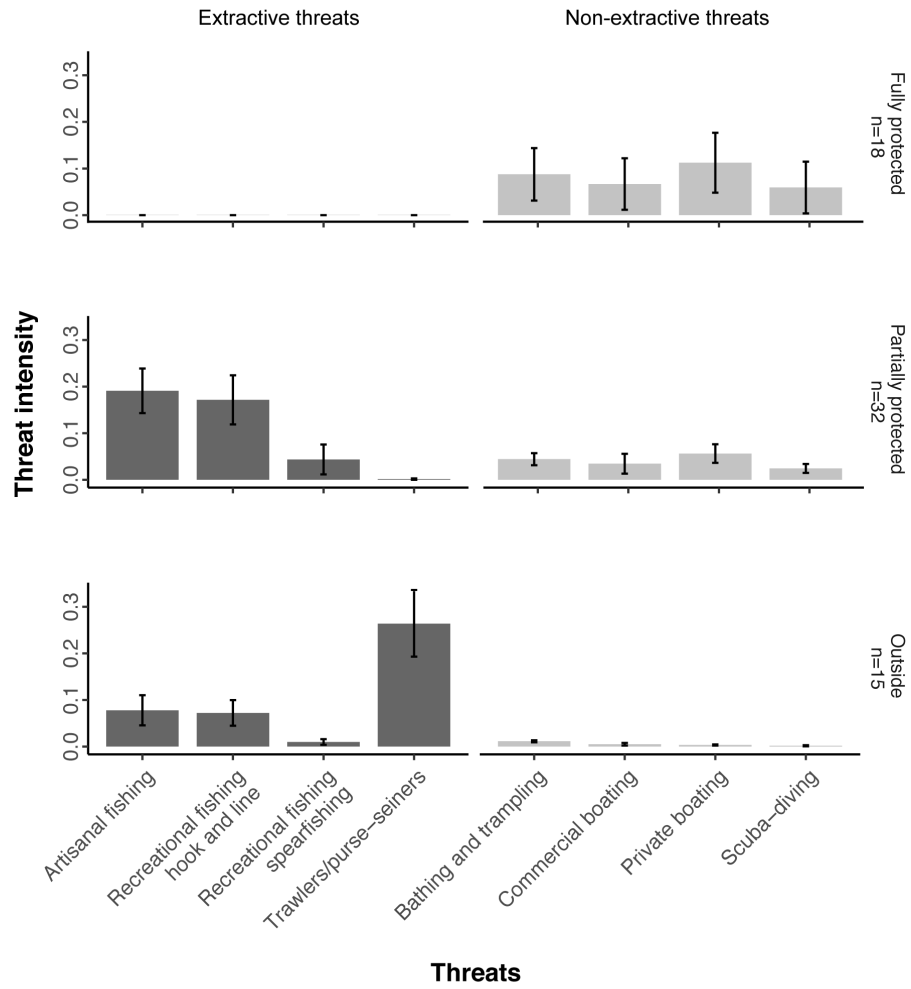 Extractive threats
Non-extractive threats
0.3
0.2
0.1
0.0
Fully protected
n=18
Threat intensity
0.3
0.2
0.1
0.0
Partially protected
n=32
0.3
0.2
0.1
0.0
Outside
n=15
Artisanal fishing
Recreational fishing
hook and line
Recreational fishing
spearfishing
Trawlers/purse−seiners
Bathing and trampling
Commercial boating
Private boating
Scuba−diving
Threats